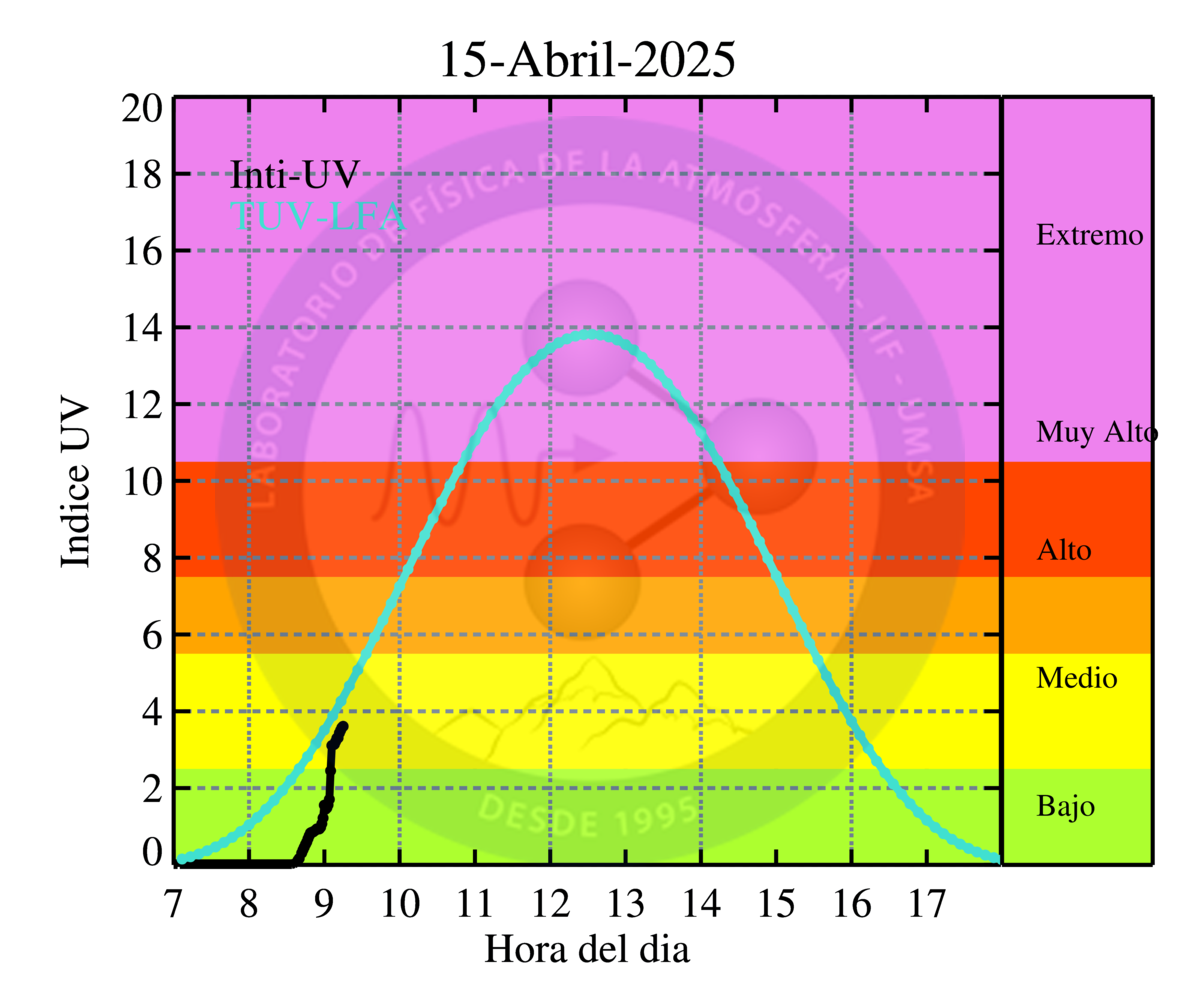 15-Abril-2025
Indice UV
20
18
16
14
12
10
8
6
4
2
0
Inti-UV
TUV-LFA
LABORATORIO DE FÍSICA DE LA ATMÓSFERA - IIF - UMSA
DESDE 1995
Extremo
Muy Alto
Alto
Medio
Bajo
7 8 9 10 11 12 13 14 15 16 17
Hora del dia